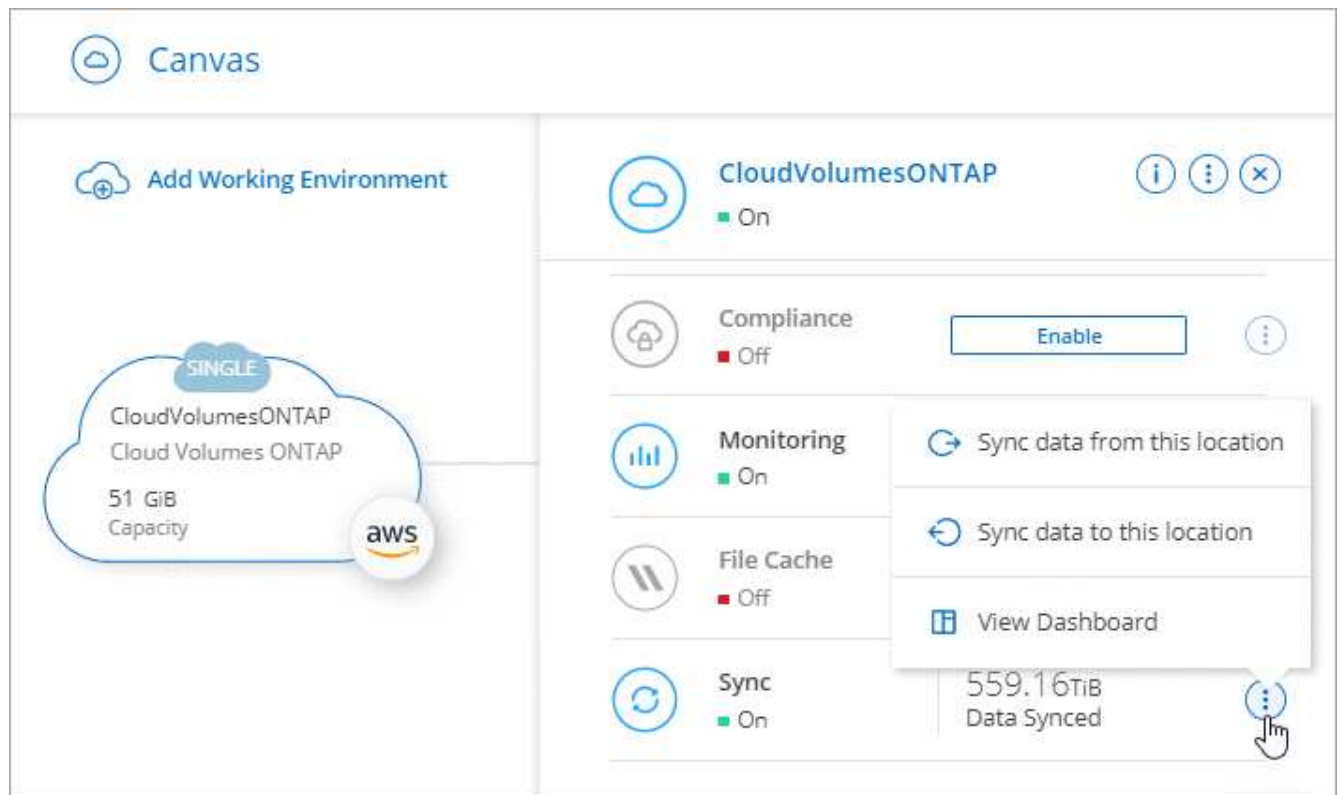 Canvas
Add Working Environment
SINGLE
CloudVolumesONTAP
Cloud Volumes ONTAP
51 GiB
Capacity
aws
CloudVolumesONTAP
On
Compliance
Off
Enable
Monitoring
On
File Cache
Off
Sync
On
559.16TiB
Data Synced
Sync data from this location
Sync data to this location
View Dashboard